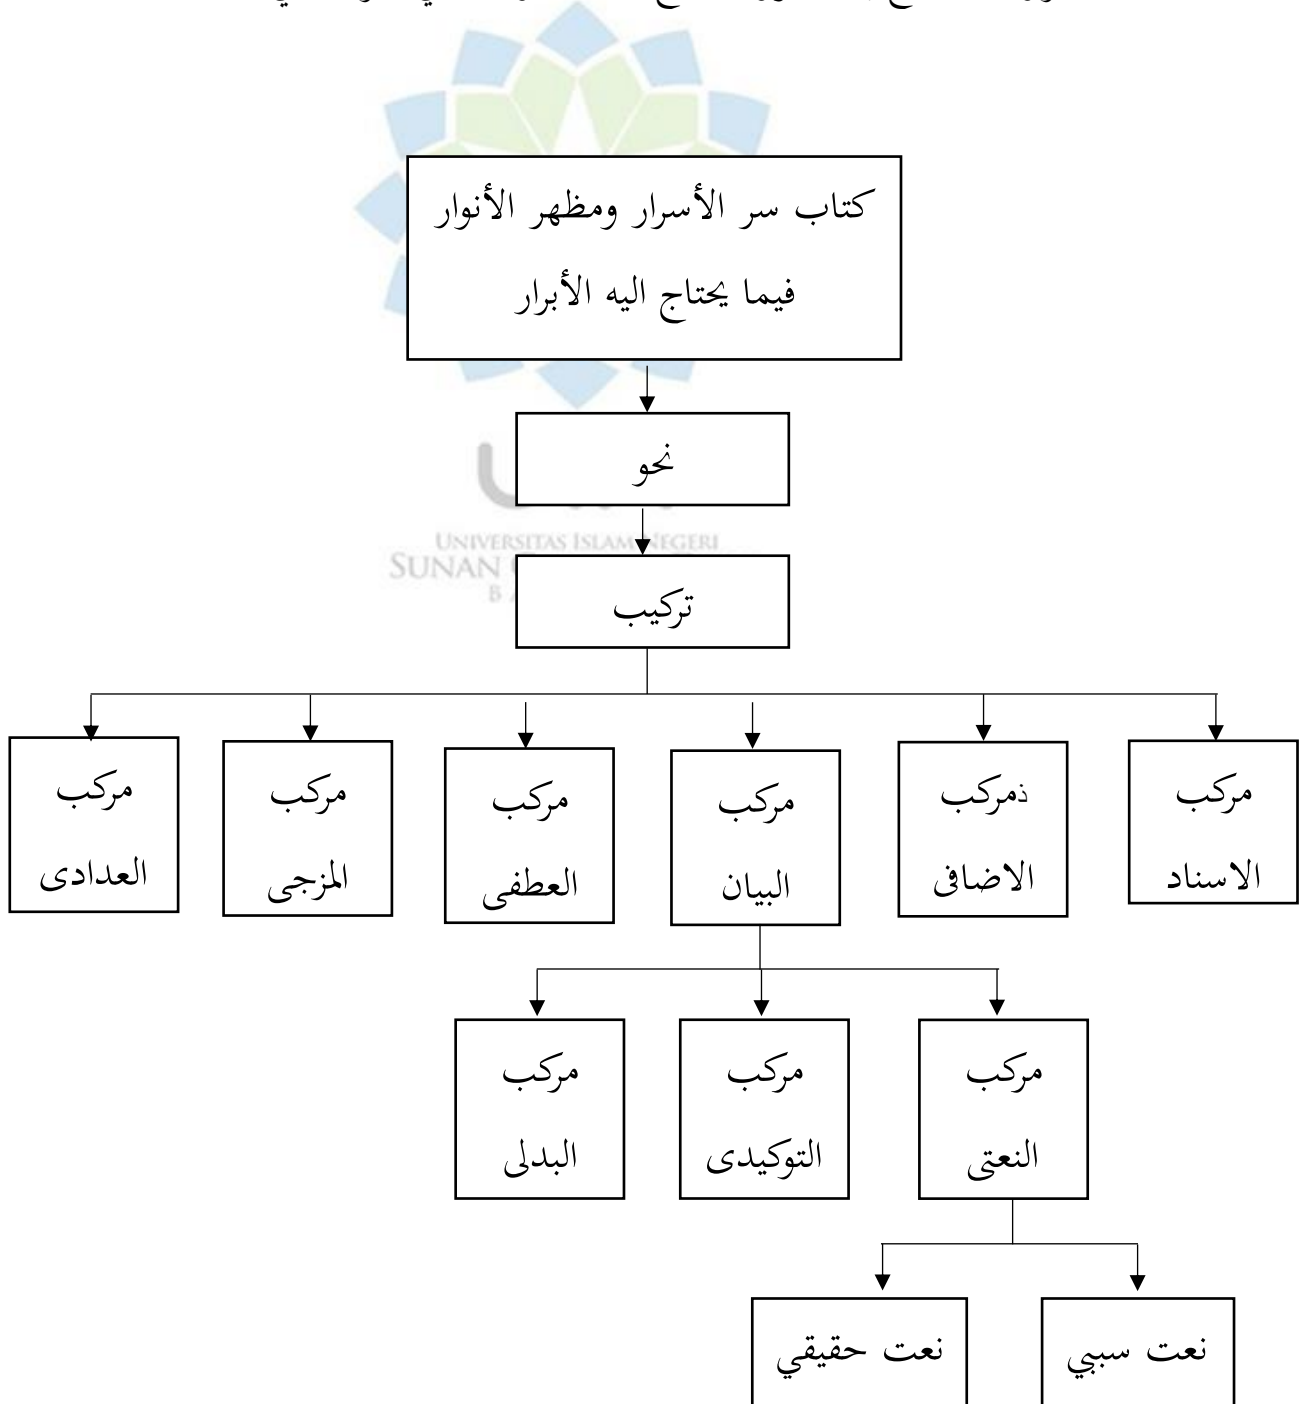 كتاب سر الأسرار ومظهر الأنوار
فيما يحتاج اليه الأبرار
نحو
UNIVERSITAS ISLAM NEGERI
SUNAN
تركيب
مركب
الاسناد
ذمركب
الاضافى
مركب
البيان
مركب
العطفى
مركب
المزجى
مركب
العدادى
مركب
النعتى
مركب
التوكيدى
مركب
البدلى
نعت سببي
نعت حقيقي